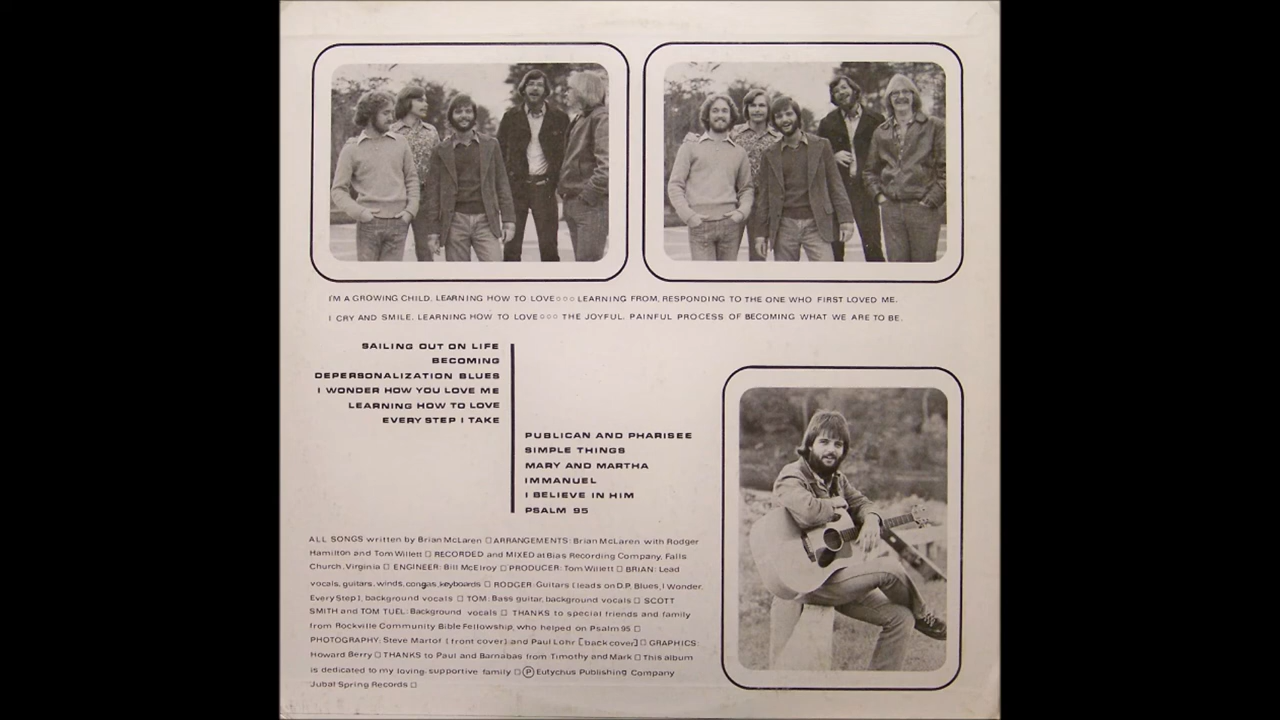 I'M A GROWING CHILD, LEARNING HOW TO LOVE○○○LEARNING FROM, RESPONDING TO THE ONE WHO FIRST LOVED ME.
I CRY AND SMILE, LEARNING HOW TO LOVE○○○ THE JOYFUL, PAINFUL PROCESS OF BECOMING WHAT WE ARE TO BE.
SAILING OUT ON LIFE
BECOMING
DEPERSONALIZATION BLUES
I WONDER HOW YOU LOVE ME
LEARNING HOW TO LOVE
EVERY STEP I TAKE
PUBLICAN AND PHARISEE
SIMPLE THINGS
MARY AND MARTHA
IMMANUEL
I BELIEVE IN HIM
PSALM 95
ALL SONGS written by Brian McLaren □ ARRANGEMENTS: Brian McLaren with Rodger
Hamilton and Tom Willett □ RECORDED and MIXED at Bias Recording Company, Falls
Church, Virginia □ ENGINEER: Bill McElroy □ PRODUCER: Tom Willett □ BRIAN: Lead
vocals, guitars, winds, congas, keyboards □ RODGER: Guitars [leads on D.P. Blues, I Wonder,
Every Step], background vocals □ TOM: Bass guitar, background vocals □ SCOTT
SMITH and TOM TUEL: Background vocals □ THANKS to special friends and family
from Rockville Community Bible Fellowship, who helped on Psalm 95 □
PHOTOGRAPHY: Steve Martof [front cover] and Paul Lohr [back cover] □ GRAPHICS:
Howard Berry □ THANKS to Paul and Barnabas from Timothy and Mark □ This album
is dedicated to my loving, supportive family □ Ⓟ Eutychus Publishing Company
Jubal Spring Records □